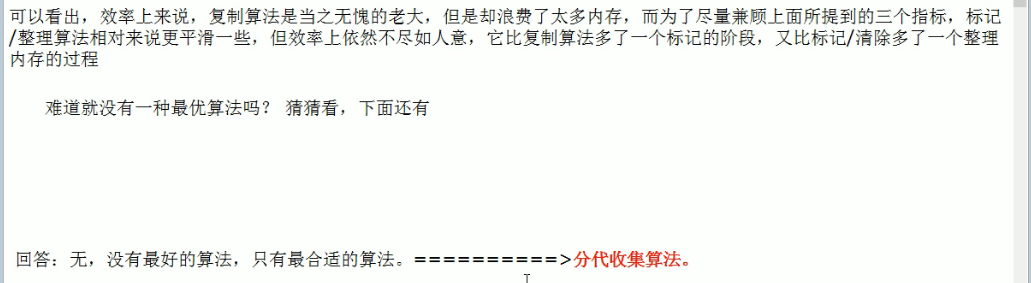 可以看出，效率上来说，复制算法是当之无愧的老大，但是却浪费了太多内存，而为了尽量兼顾上面所提到的三个指标，标记
/整理算法相对来说更平滑一些，但效率上依然不尽如人意，它比复制算法多了一个标记的阶段，又比标记/清除多了一个整理
内存的过程
难道就没有一种最优算法吗？ 猜猜看，下面还有
回答：无，没有最好的算法，只有最合适的算法。==========>分代收集算法。